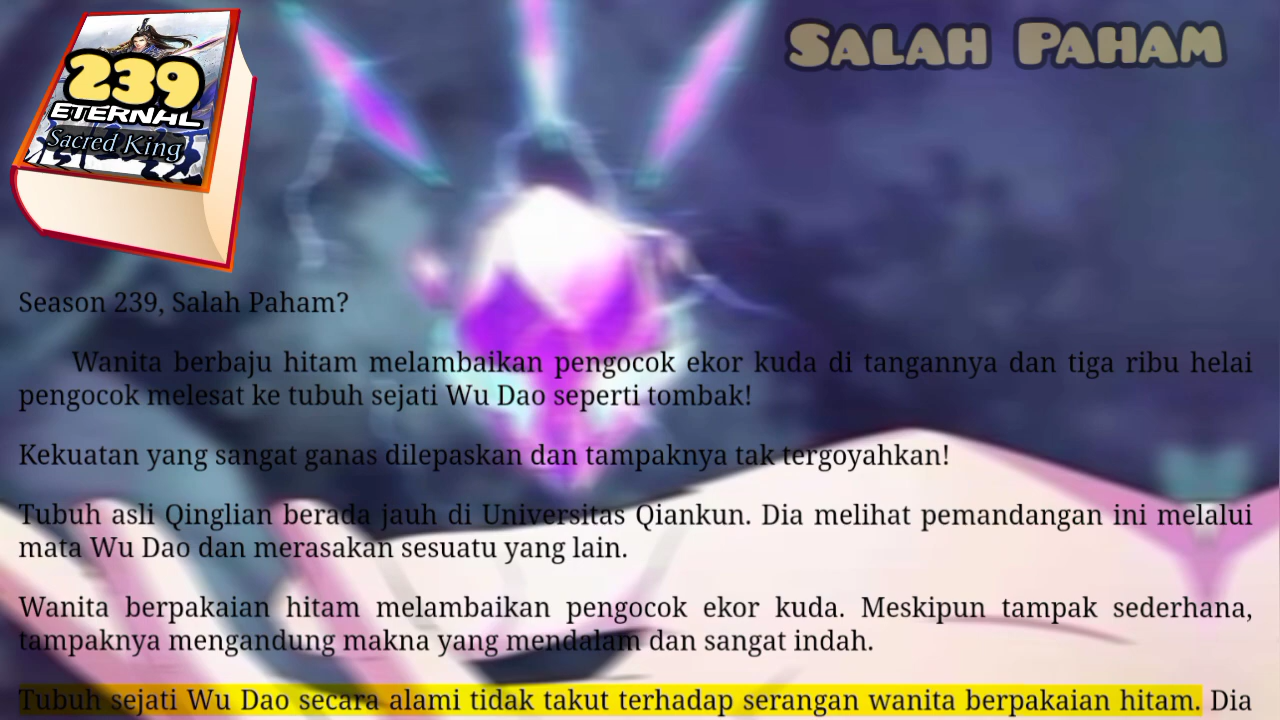 SALAH PAHAM
239
ETERNAL
Sacred King
Season 239, Salah Paham?
Wanita berbaju hitam melambaikan pengocok ekor kuda di tangannya dan tiga ribu helai
pengocok melesat ke tubuh sejati Wu Dao seperti tombak!
Kekuatan yang sangat ganas dilepaskan dan tampaknya tak tergoyahkan!
Tubuh asli Qinglian berada jauh di Universitas Qiankun. Dia melihat pemandangan ini melalui
mata Wu Dao dan merasakan sesuatu yang lain.
Wanita berpakaian hitam melambaikan pengocok ekor kuda. Meskipun tampak sederhana,
tampaknya mengandung makna yang mendalam dan sangat indah.
Tubuh sejati Wu Dao secara alami tidak takut terhadap serangan wanita berpakaian hitam. Dia